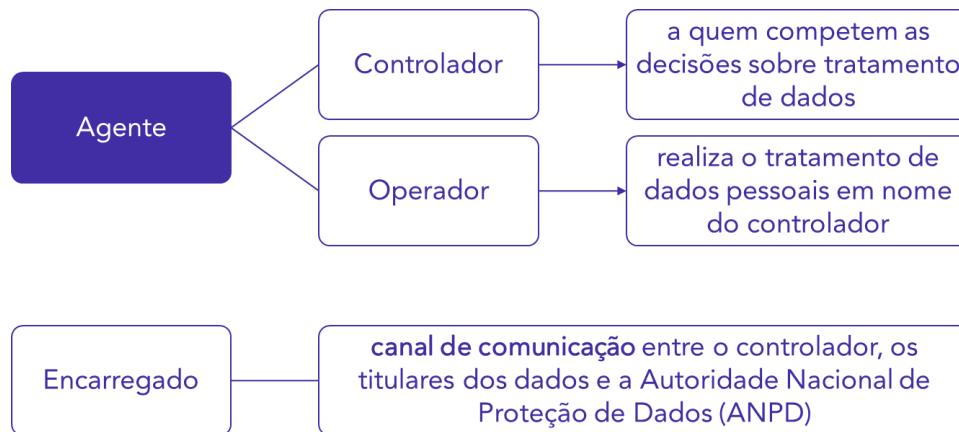 Agente
Controlador
a quem competem as
decisões sobre tratamento
de dados
Operador
realiza o tratamento de
dados pessoais em nome
do controlador
Encarregado
canal de comunicação entre o controlador, os
titulares dos dados e a Autoridade Nacional de
Proteção de Dados (ANPD)